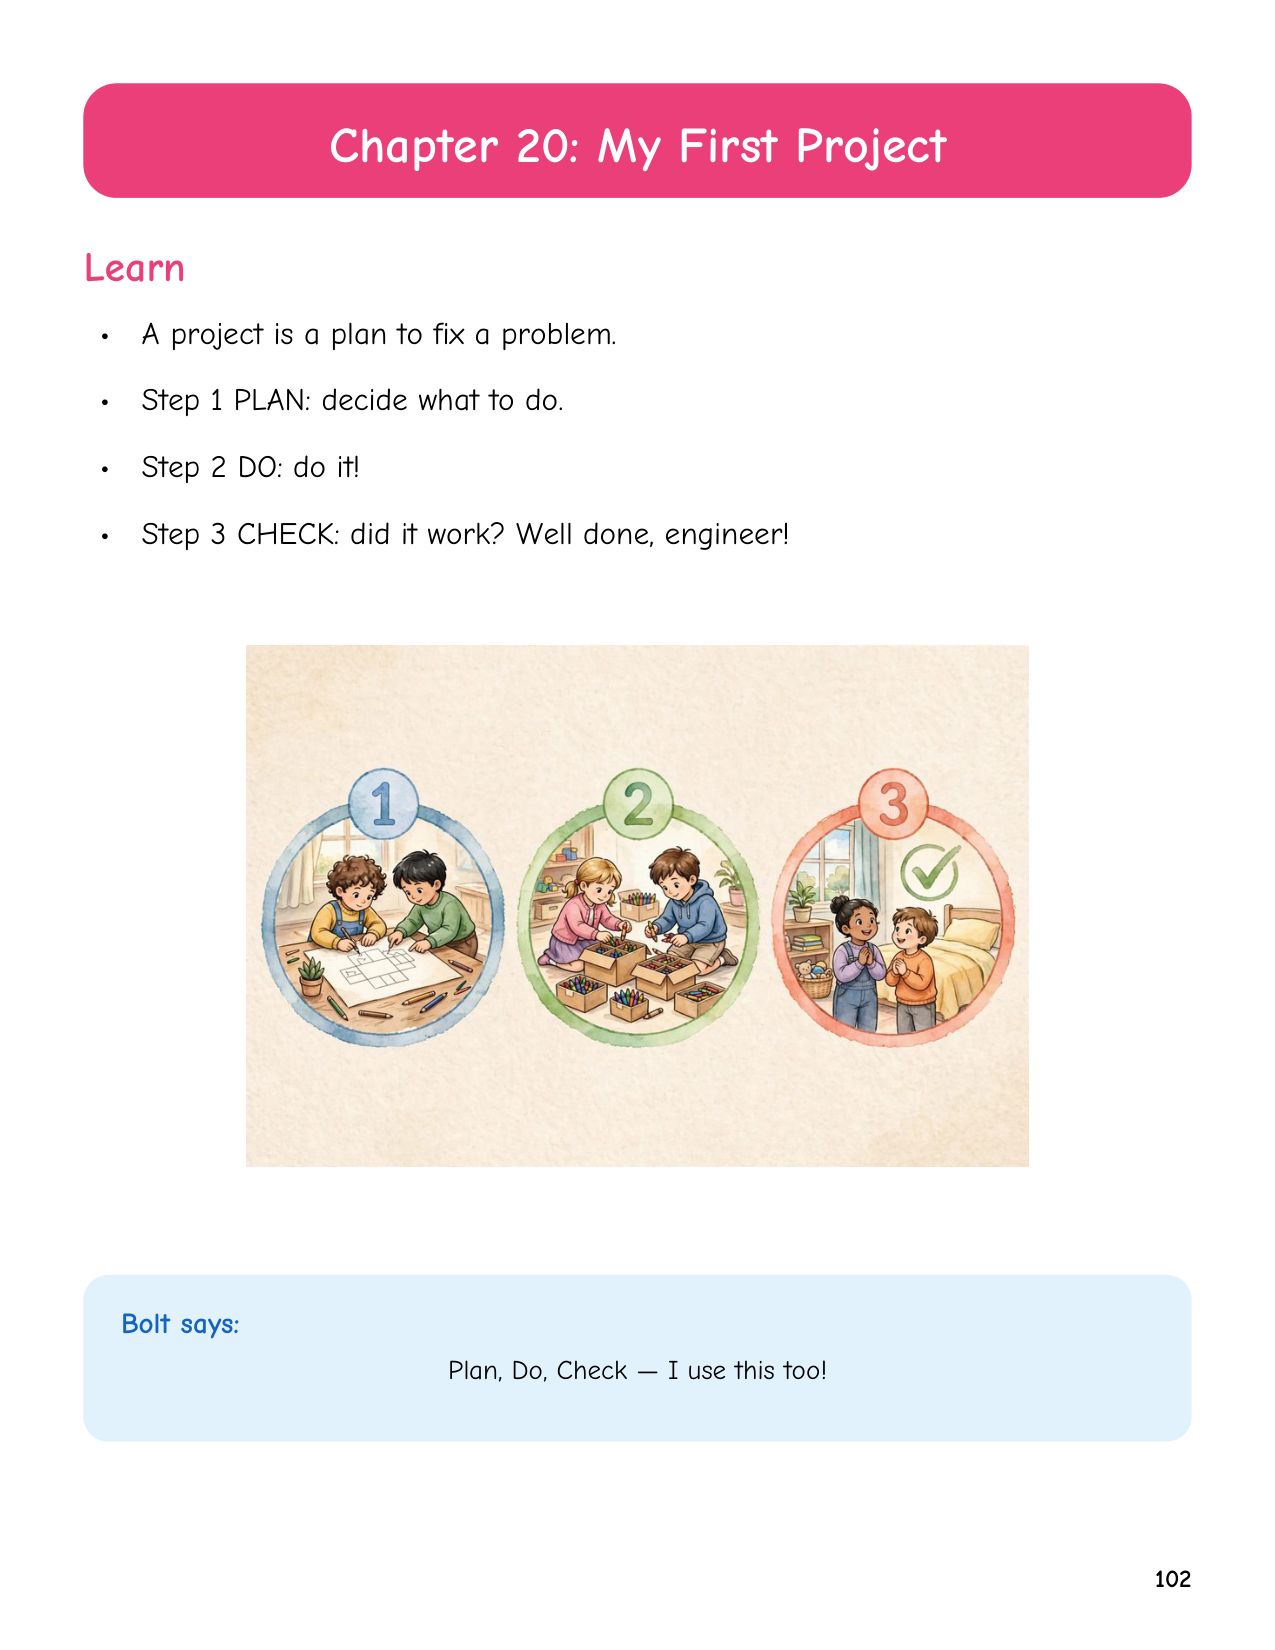 Chapter 20: My First Project
Learn
• A project is a plan to fix a problem.
• Step 1 PLAN: decide what to do.
• Step 2 DO: do it!
• Step 3 CHECK: did it work? Well done, engineer!
1 2 3
Bolt says:
Plan, Do, Check — I use this too!
102